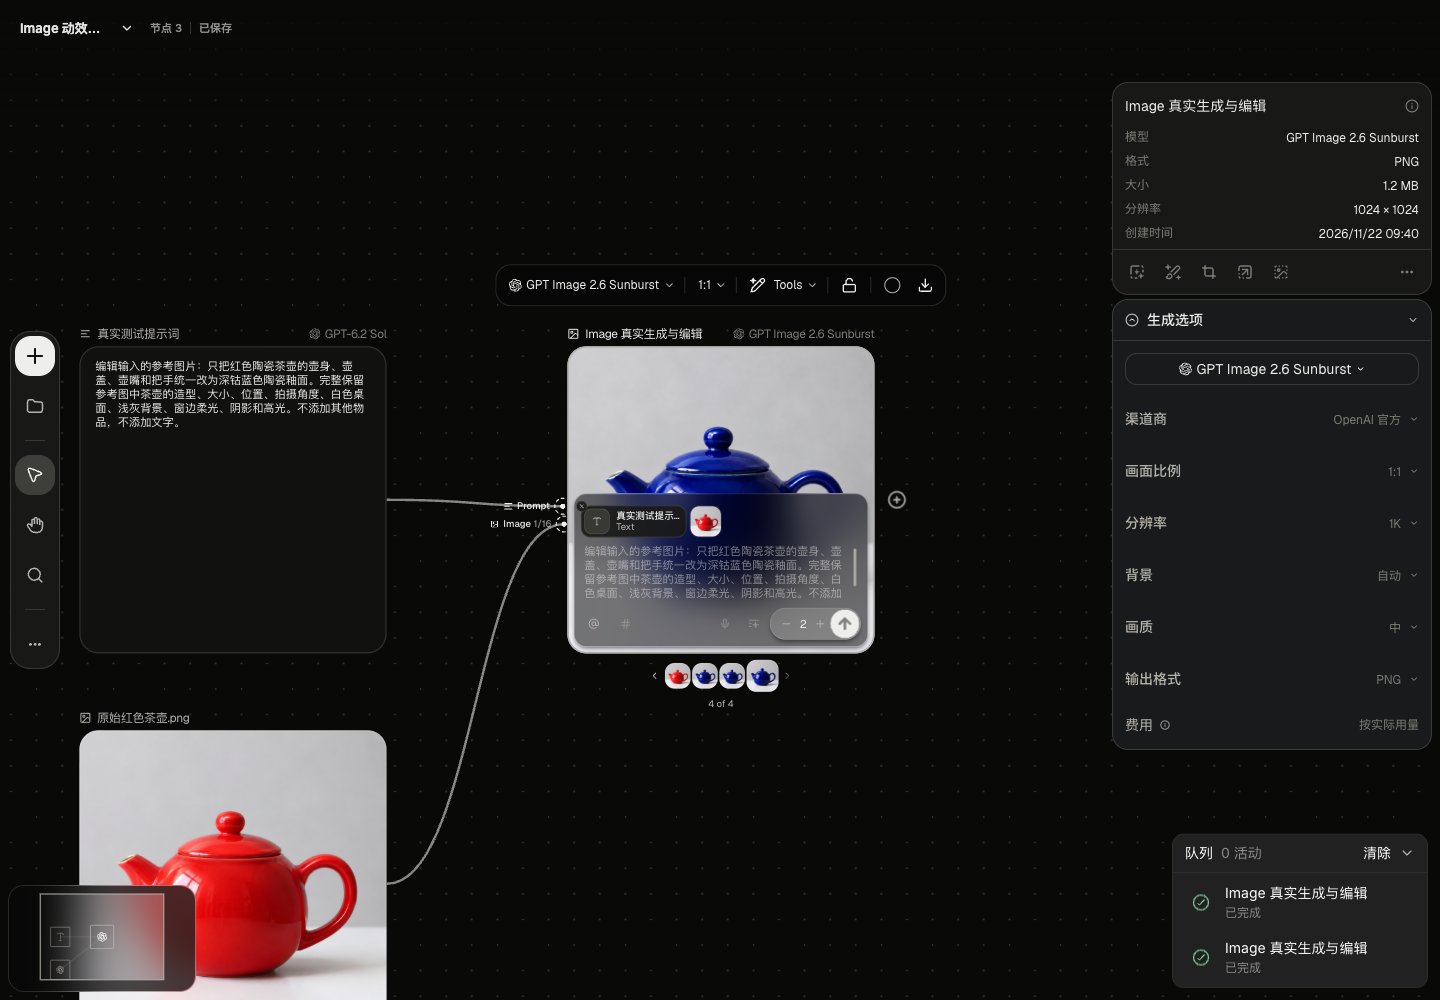 Image 动效...
节点 3
已保存
Image 真实生成与编辑
模型
GPT Image 2.6 Sunburst
格式
PNG
大小
1.2 MB
分辨率
1024 × 1024
创建时间
2026/11/22 09:40
生成选项
GPT Image 2.6 Sunburst
渠道商
OpenAI 官方
画面比例
1:1
分辨率
1K
背景
自动
画质
中
输出格式
PNG
费用
按实际用量
GPT Image 2.6 Sunburst
1:1
Tools
真实测试提示词
GPT-6.2 Sol
编辑输入的参考图片：只把红色陶瓷茶壶的壶身、壶
盖、壶嘴和把手统一改为深钴蓝色陶瓷釉面。完整保留
参考图中茶壶的造型、大小、位置、拍摄角度、白色桌
面、浅灰背景、窗边柔光、阴影和高光。不添加其他物
品，不添加文字。
Image 真实生成与编辑
GPT Image 2.6 Sunburst
Prompt
Image 1/16
真实测试提示...
Text
编辑输入的参考图片：只把红色陶瓷茶壶的壶身、壶
盖、壶嘴和把手统一改为深钴蓝色陶瓷釉面。完整保
留参考图中茶壶的造型、大小、位置、拍摄角度、白
色桌面、浅灰背景、窗边柔光、阴影和高光。不添加
@
#
2
4 of 4
原始红色茶壶.png
队列 0 活动
清除
Image 真实生成与编辑
已完成
Image 真实生成与编辑
已完成